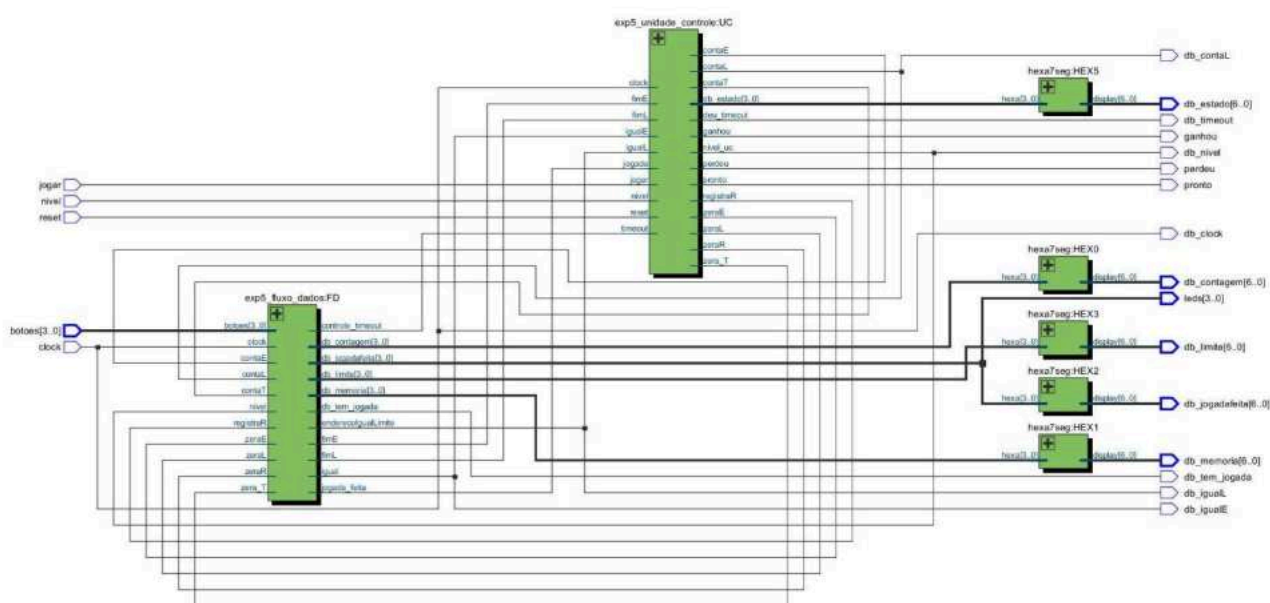 exp5_unidade_controle:UC
contaE
contaL
contaT
db_estado[3..0]
deu_timeout
ganhou
nivel_uc
perdeu
pronto
registraR
zeraE
zeraL
zeraR
zera_T
clock
fimE
fimL
igualE
igualL
jogada
jogar
nivel
reset
timeout
jogar
nivel
reset
exp5_fluxo_dados:FD
botoes[3..0]
clock
botoes[3..0]
clock
contaE
contaL
contaT
nivel
registraR
zeraE
zeraL
zeraR
zera_T
controle_timeout
db_contagem[3..0]
db_jogadafeita[3..0]
db_limite[3..0]
db_memoria[3..0]
db_tem_jogada
enderecoIgualLimite
fimE
fimL
igual
jogada_feita
hexa7seg:HEX5
hexa[3..0]
display[6..0]
hexa7seg:HEX0
hexa[3..0]
display[6..0]
hexa7seg:HEX3
hexa[3..0]
display[6..0]
hexa7seg:HEX2
hexa[3..0]
display[6..0]
hexa7seg:HEX1
hexa[3..0]
display[6..0]
db_contaL
db_estado[6..0]
db_timeout
ganhou
db_nivel
perdeu
pronto
db_clock
db_contagem[6..0]
leds[3..0]
db_limite[6..0]
db_jogadafeita[6..0]
db_memoria[6..0]
db_tem_jogada
db_igualL
db_igualE